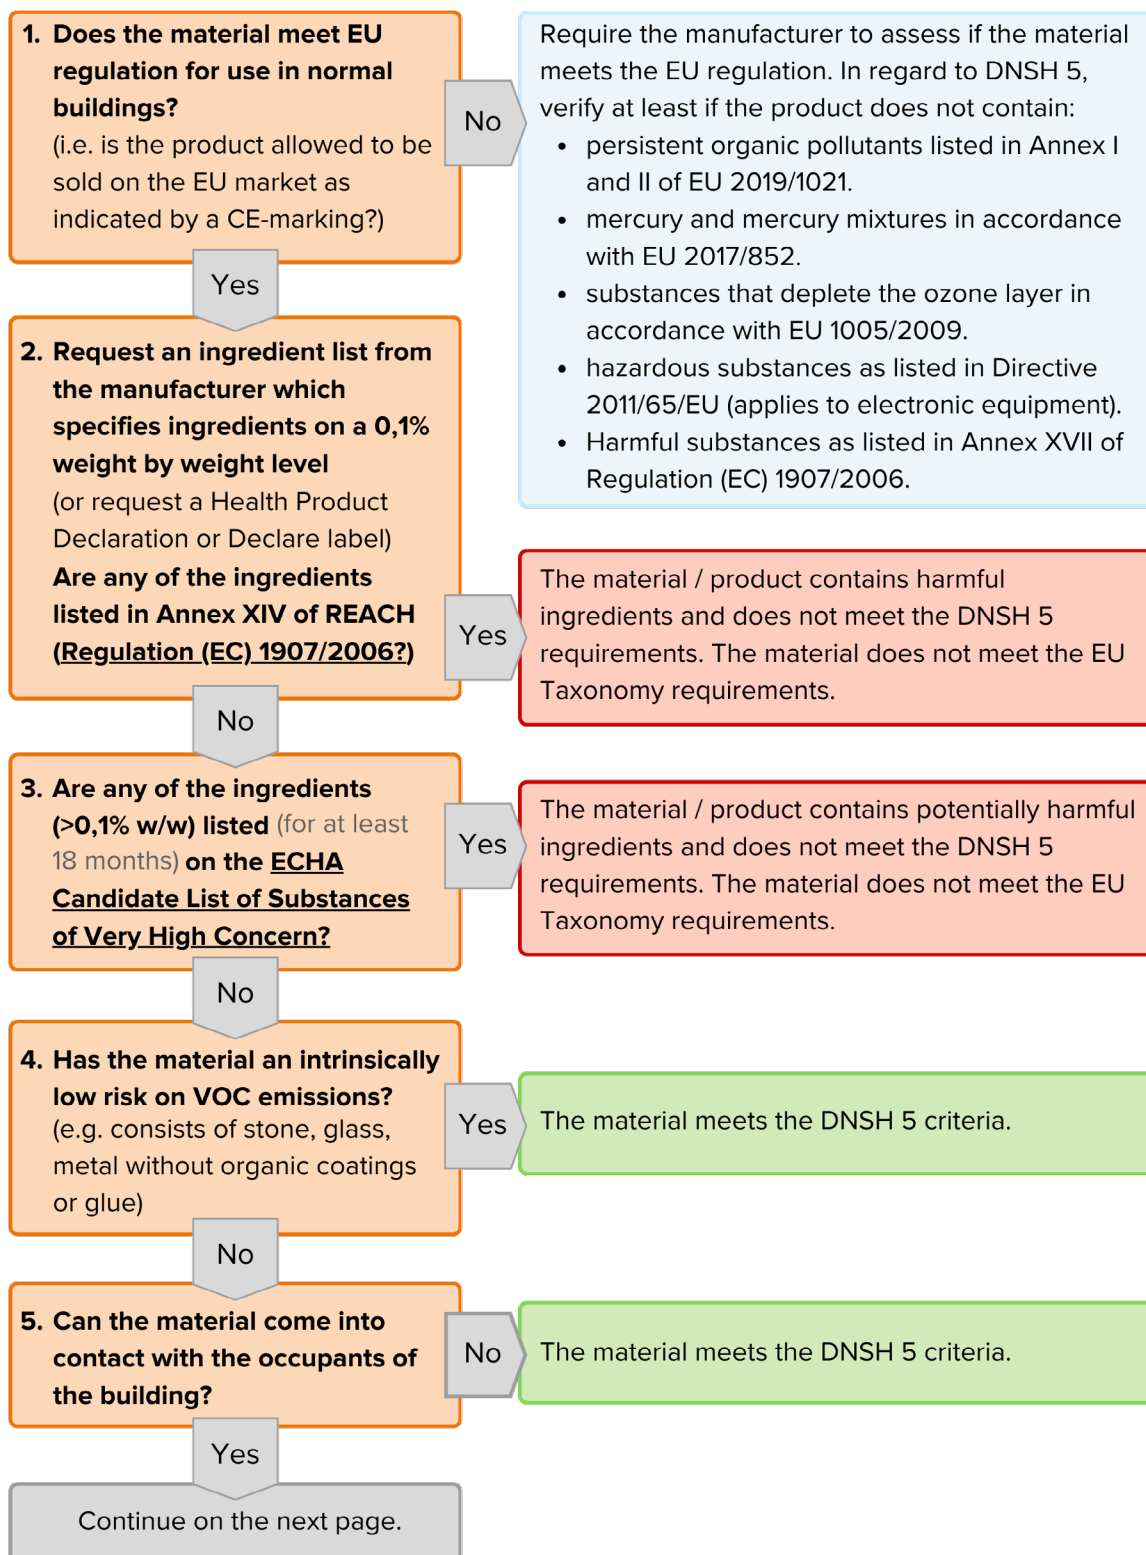 1. Does the material meet EU
regulation for use in normal
buildings?
(i.e. is the product allowed to be
sold on the EU market as
indicated by a CE-marking?)
No
Require the manufacturer to assess if the material
meets the EU regulation. In regard to DNSH 5,
verify at least if the product does not contain:
• persistent organic pollutants listed in Annex I
and II of EU 2019/1021.
• mercury and mercury mixtures in accordance
with EU 2017/852.
• substances that deplete the ozone layer in
accordance with EU 1005/2009.
• hazardous substances as listed in Directive
2011/65/EU (applies to electronic equipment).
• Harmful substances as listed in Annex XVII of
Regulation (EC) 1907/2006.
Yes
2. Request an ingredient list from
the manufacturer which
specifies ingredients on a 0,1%
weight by weight level
(or request a Health Product
Declaration or Declare label)
Are any of the ingredients
listed in Annex XIV of REACH
(Regulation (EC) 1907/2006?)
Yes
The material / product contains harmful
ingredients and does not meet the DNSH 5
requirements. The material does not meet the EU
Taxonomy requirements.
No
3. Are any of the ingredients
(>0,1% w/w) listed (for at least
18 months) on the ECHA
Candidate List of Substances
of Very High Concern?
Yes
The material / product contains potentially harmful
ingredients and does not meet the DNSH 5
requirements. The material does not meet the EU
Taxonomy requirements.
No
4. Has the material an intrinsically
low risk on VOC emissions?
(e.g. consists of stone, glass,
metal without organic coatings
or glue)
Yes
The material meets the DNSH 5 criteria.
No
5. Can the material come into
contact with the occupants of
the building?
No
The material meets the DNSH 5 criteria.
Yes
Continue on the next page.